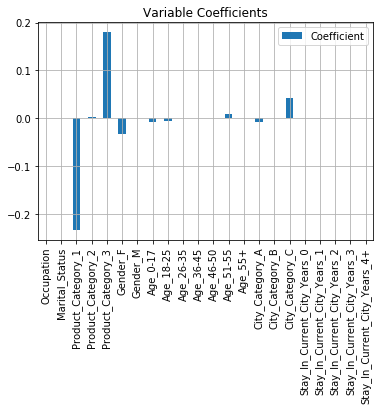 Variable Coefficients
Coefficient
0.2
0.1
0.0
−0.1
−0.2
Occupation
Marital_Status
Product_Category_1
Product_Category_2
Product_Category_3
Gender_F
Gender_M
Age_0-17
Age_18-25
Age_26-35
Age_36-45
Age_46-50
Age_51-55
Age_55+
City_Category_A
City_Category_B
City_Category_C
Stay_In_Current_City_Years_0
Stay_In_Current_City_Years_1
Stay_In_Current_City_Years_2
Stay_In_Current_City_Years_3
Stay_In_Current_City_Years_4+